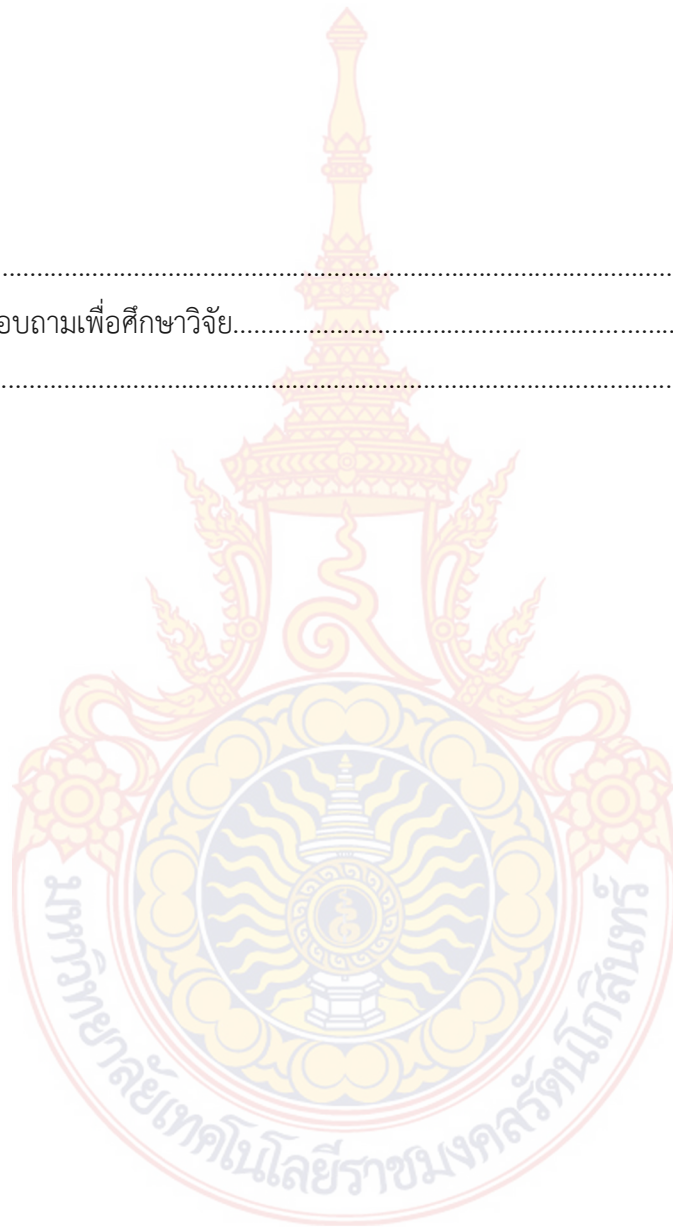 ....................................................................................................
อบถามเพื่อศึกษาวิจัย..................................................................
....................................................................................................
มหาวิทยาลัยเทคโนโลยีราชมงคลรัตนโกสินทร์